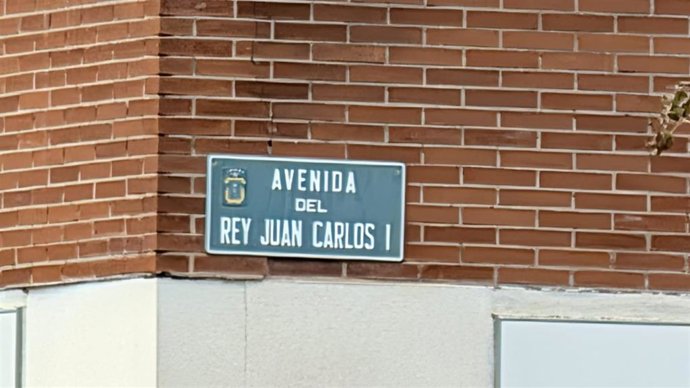 AVENIDA
DEL
REY JUAN CARLOS I